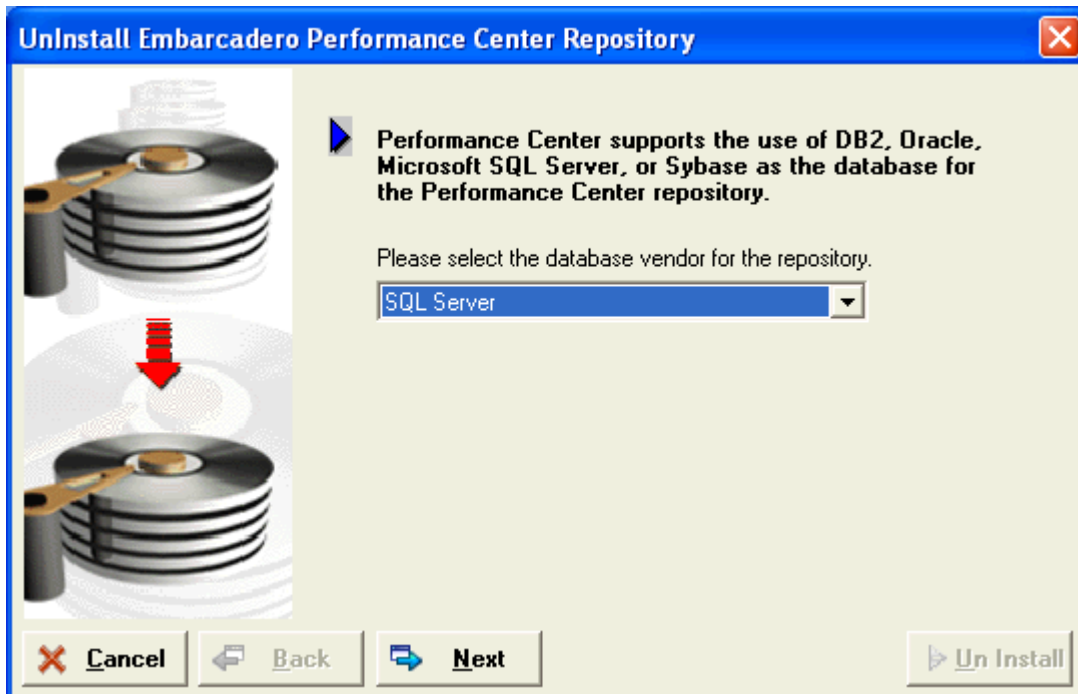 UnInstall Embarcadero Performance Center Repository
Performance Center supports the use of DB2, Oracle,
Microsoft SQL Server, or Sybase as the database for
the Performance Center repository.
Please select the database vendor for the repository.
SQL Server
Cancel
Back
Next
Un Install